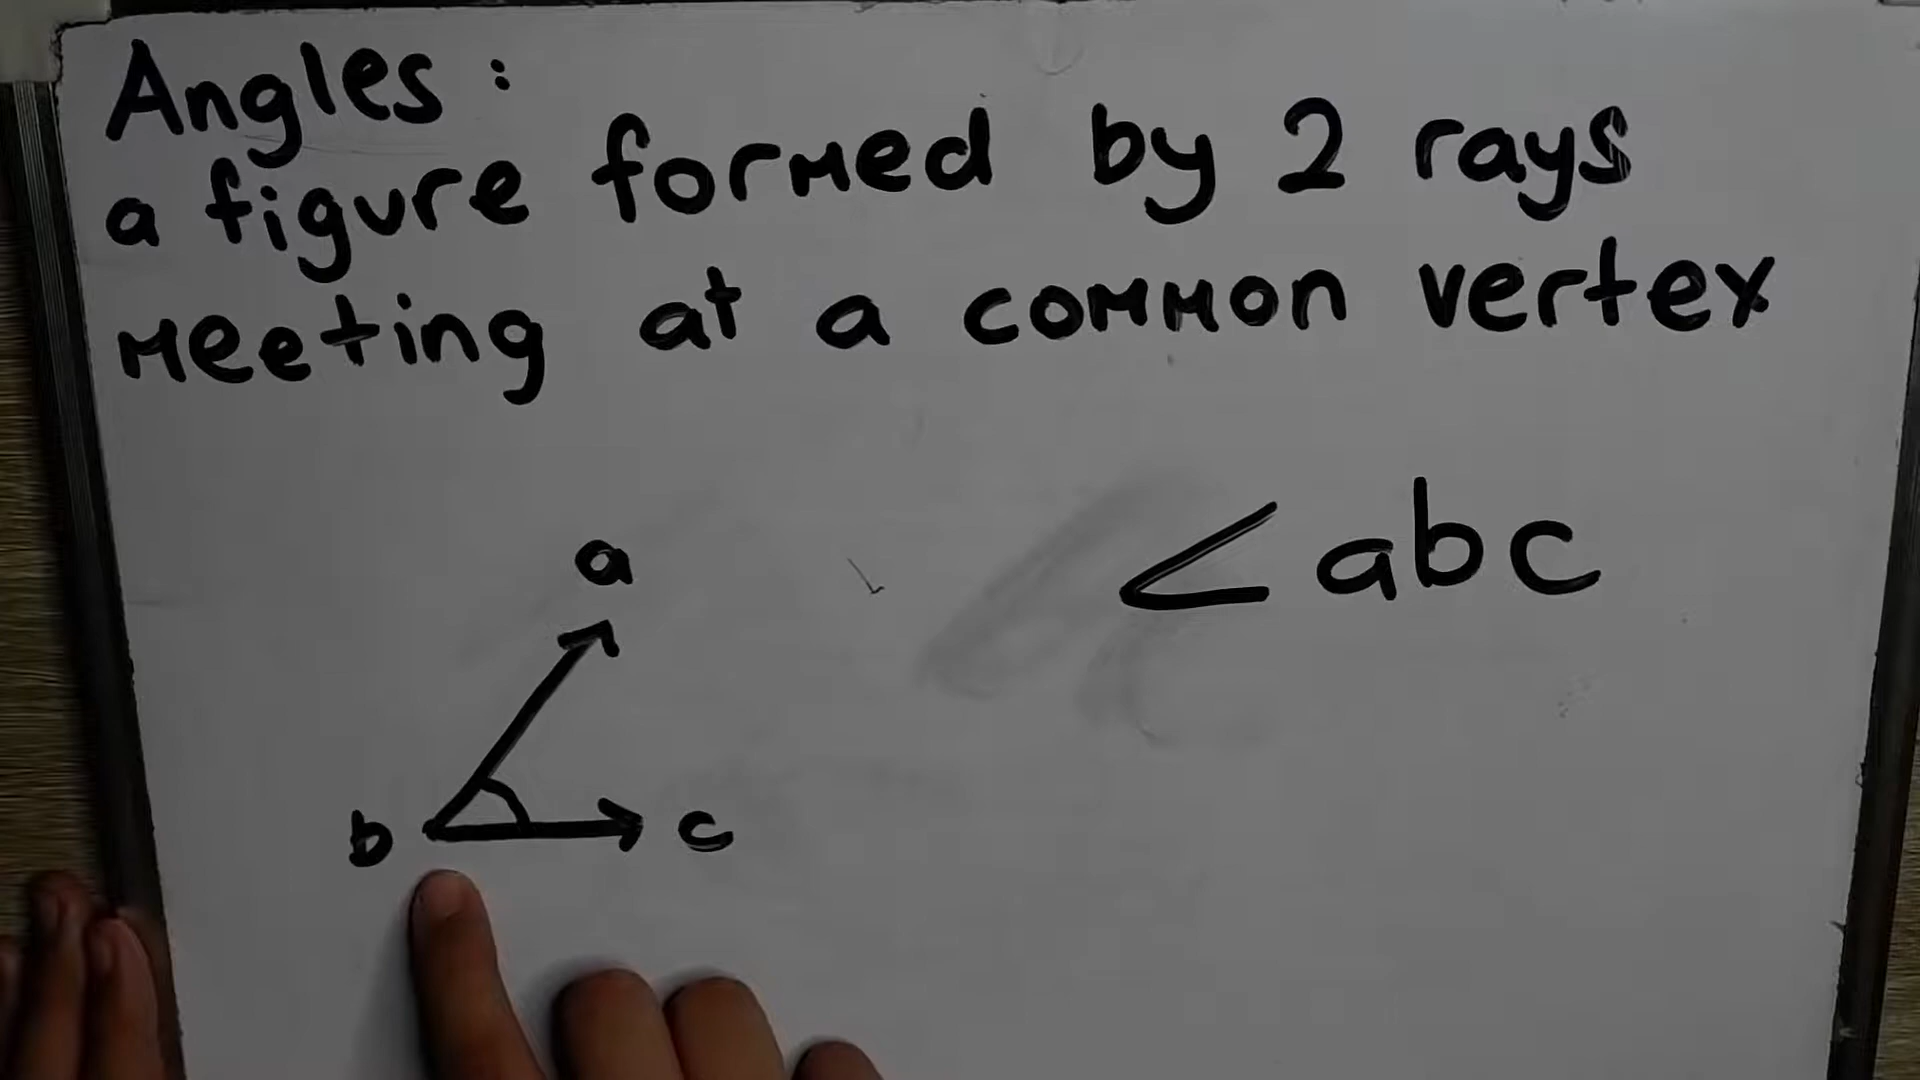 Angles:
a figure formed by 2 rays
meeting at a common vertex
∠abc
a
b
c